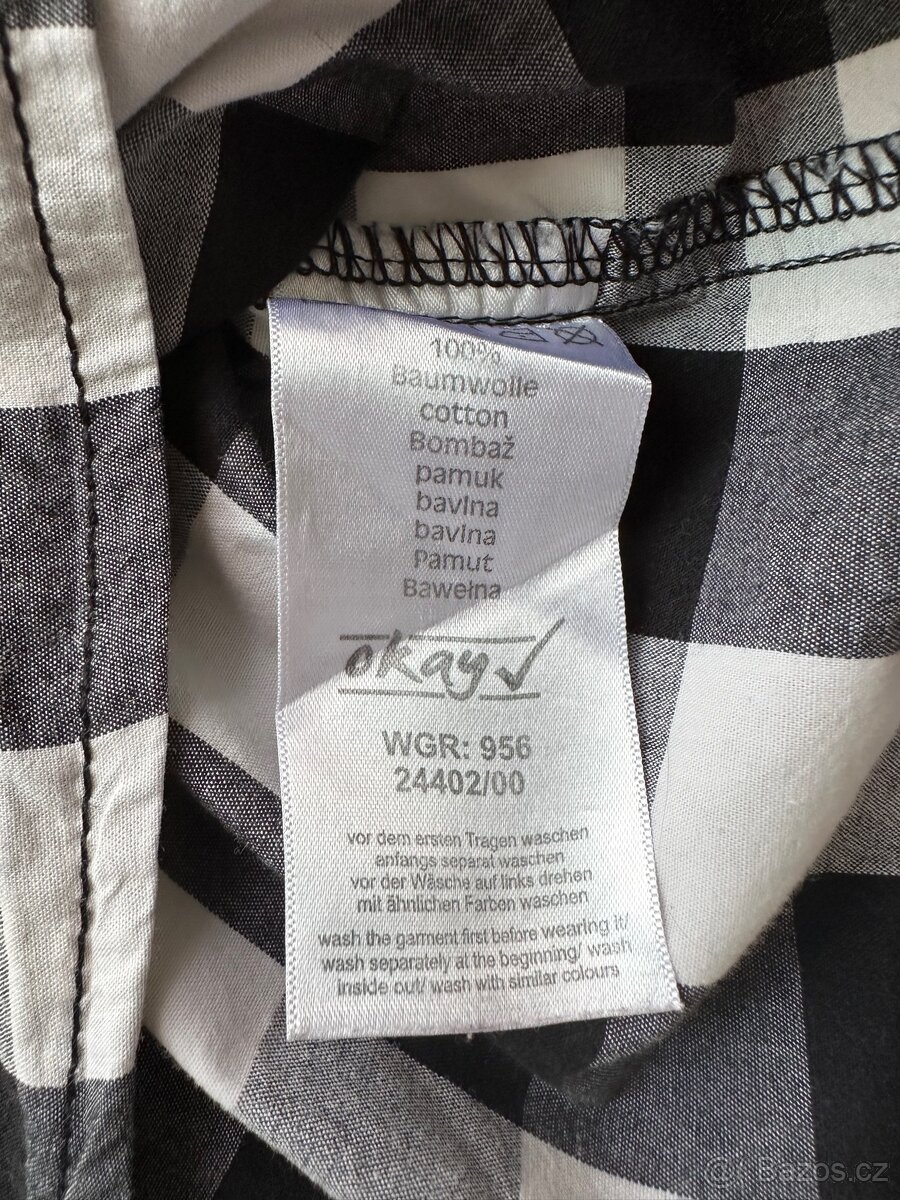 100%
Baumwolle
cotton
Bombaž
pamuk
bavlna
bavlna
Pamut
Bawełna
okay
WGR: 956
24402/00
vor dem ersten Tragen waschen
anfangs separat waschen
vor der Wäsche auf links drehen
mit ähnlichen Farben waschen
wash the garment first before wearing it/
wash separately at the beginning/ wash
inside out/ wash with similar colours
@ Bazos.cz